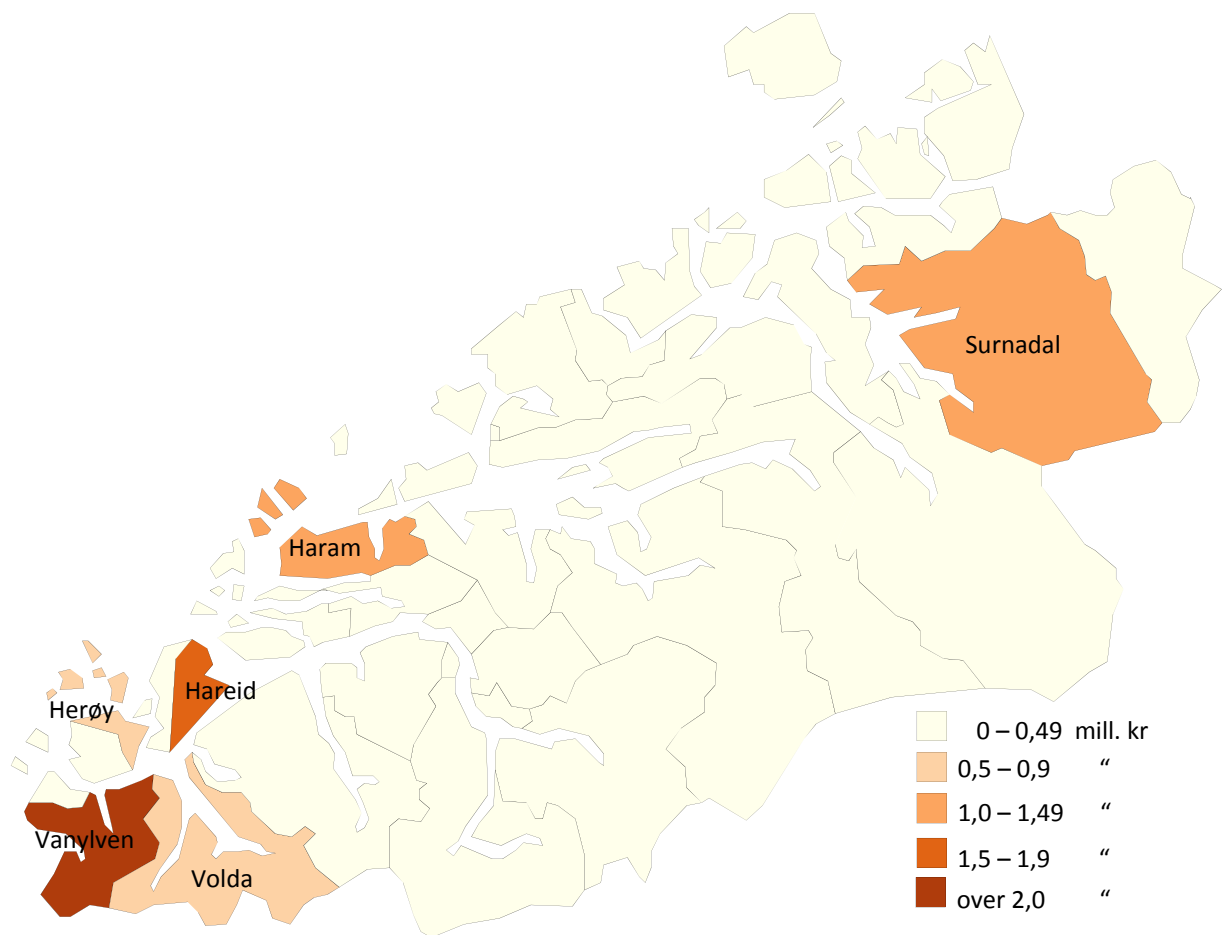 Surnadal
Haram
Hareid
Herøy
Vanylven
Volda
0 – 0,49 mill. kr
0,5 – 0,9 “
1,0 – 1,49 “
1,5 – 1,9 “
over 2,0 “